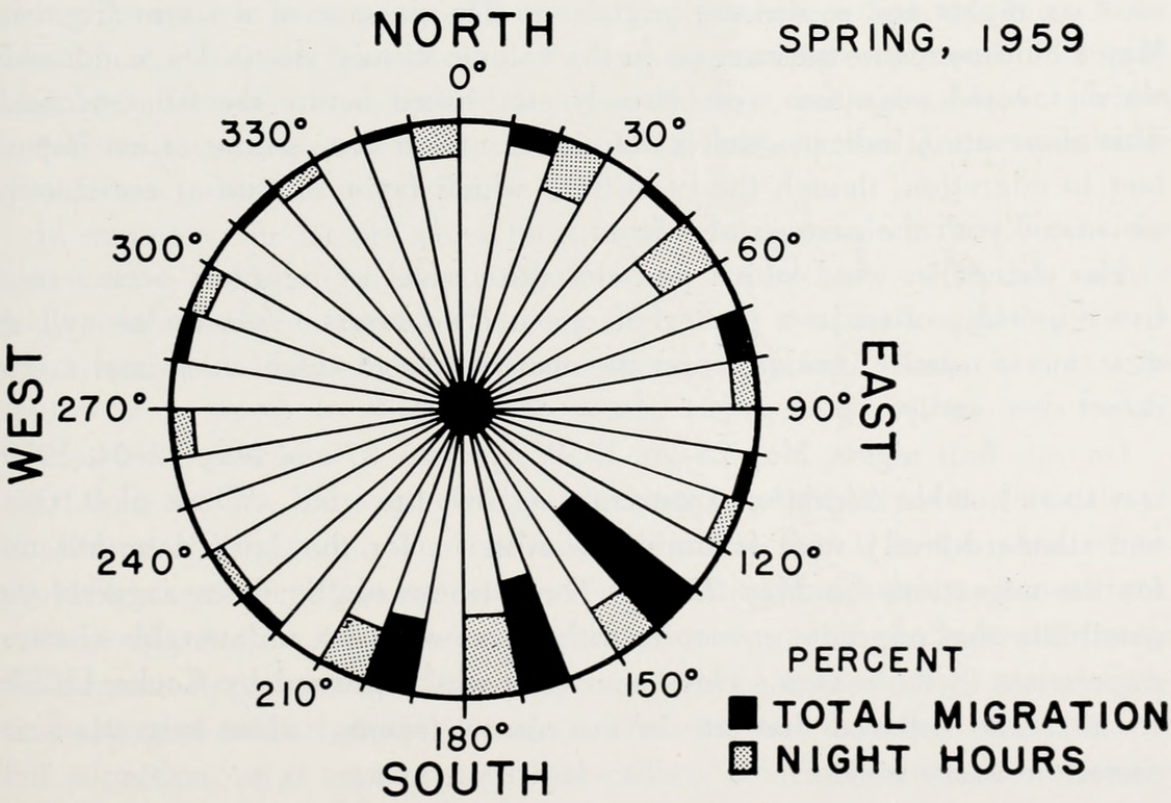 NORTH
SPRING, 1959
0°
330°
30°
300°
60°
WEST
270°
90°
EAST
240°
120°
210°
150°
180°
SOUTH
PERCENT
TOTAL MIGRATION
NIGHT HOURS